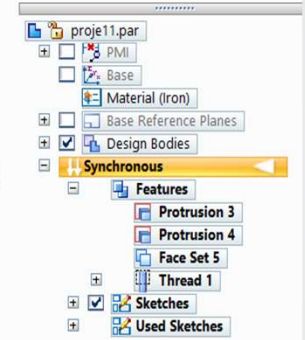 proje11.par
PMI
Base
Material (Iron)
Base Reference Planes
Design Bodies
Synchronous
Features
Protrusion 3
Protrusion 4
Face Set 5
Thread 1
Sketches
Used Sketches